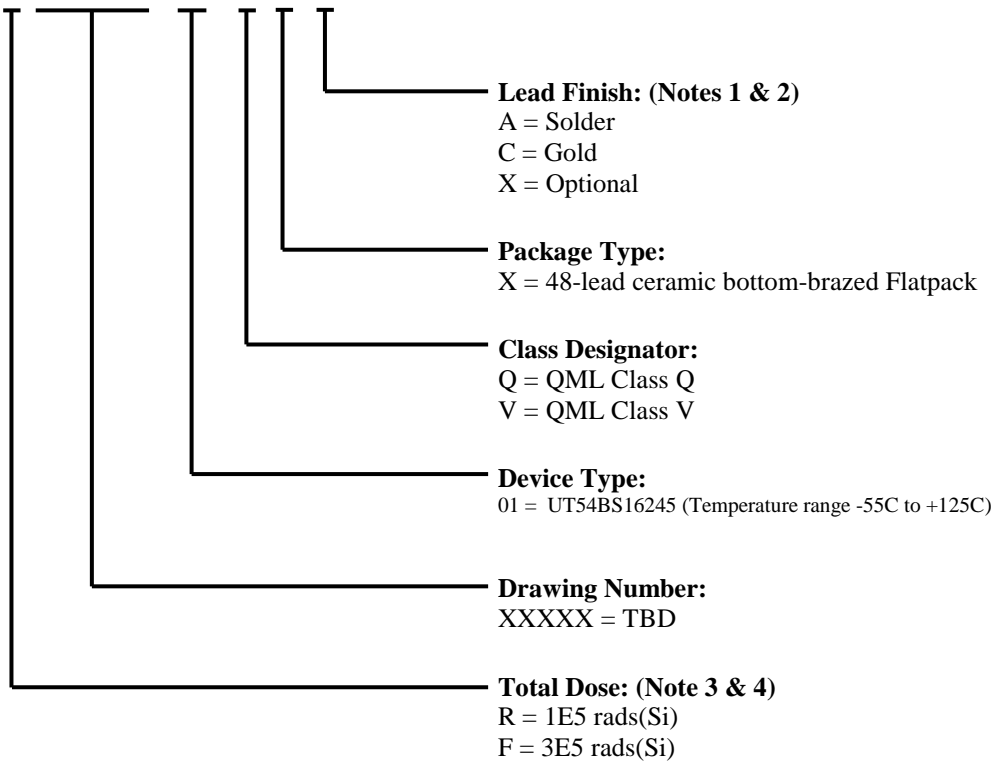 Lead Finish: (Notes 1 & 2)
A = Solder
C = Gold
X = Optional
Package Type:
X = 48-lead ceramic bottom-brazed Flatpack
Class Designator:
Q = QML Class Q
V = QML Class V
Device Type:
01 = UT54BS16245 (Temperature range -55C to +125C)
Drawing Number:
XXXXX = TBD
Total Dose: (Note 3 & 4)
R = 1E5 rads(Si)
F = 3E5 rads(Si)